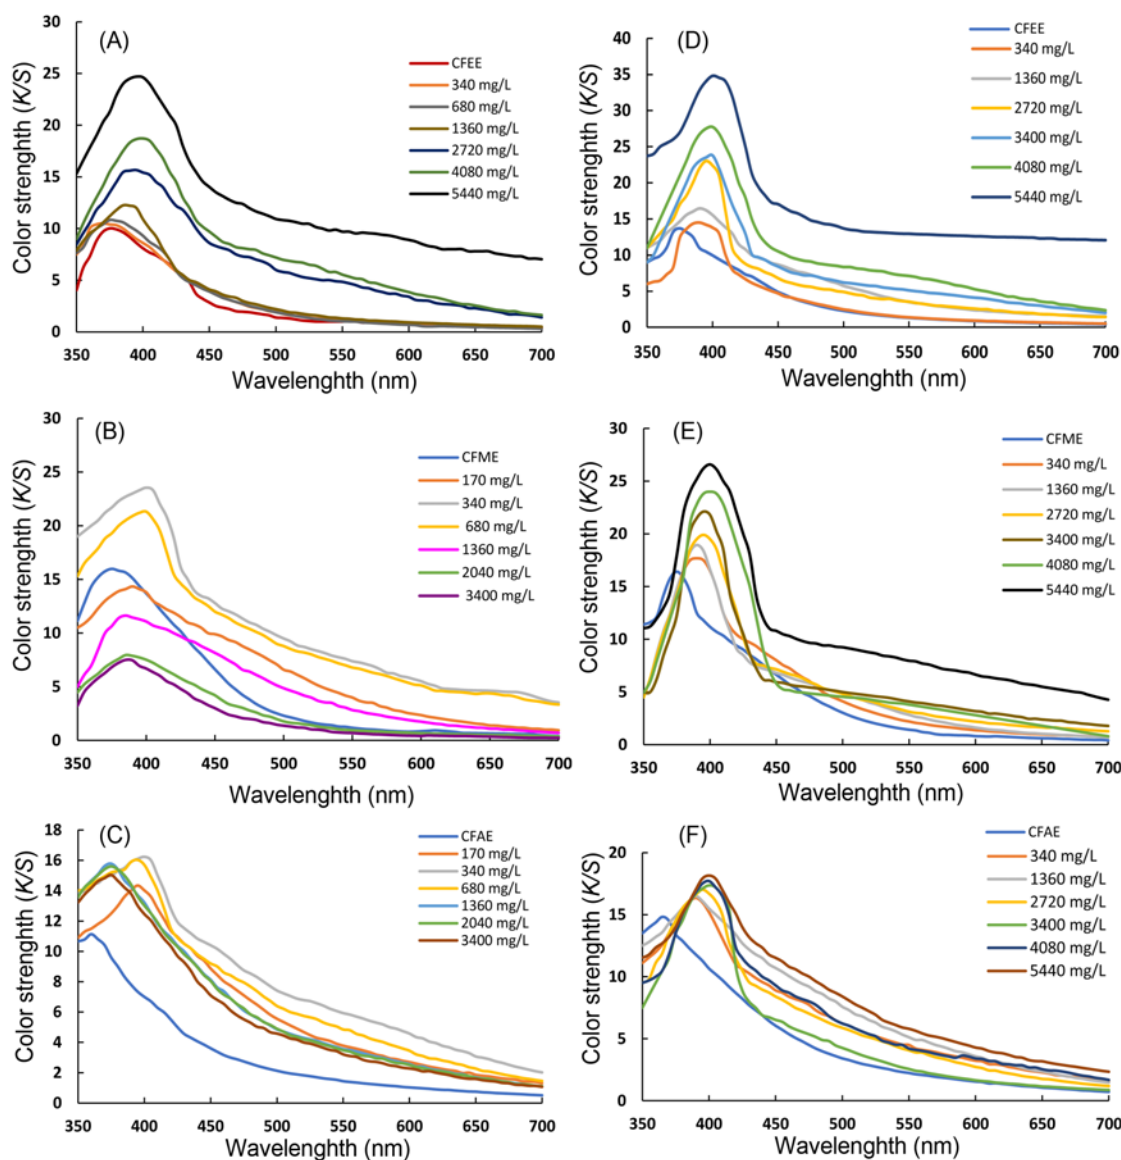 (A)
30
25
20
15
10
5
0
Color strenghth (K/S)
CFEE
340 mg/L
680 mg/L
1360 mg/L
2720 mg/L
4080 mg/L
5440 mg/L
350 400 450 500 550 600 650 700
Wavelenghth (nm)
(D)
40
35
30
25
20
15
10
5
0
Color strenghth (K/S)
CFEE
340 mg/L
1360 mg/L
2720 mg/L
3400 mg/L
4080 mg/L
5440 mg/L
350 400 450 500 550 600 650 700
Wavelenghth (nm)
(B)
30
25
20
15
10
5
0
Color strenghth (K/S)
CFME
170 mg/L
340 mg/L
680 mg/L
1360 mg/L
2040 mg/L
3400 mg/L
350 400 450 500 550 600 650 700
Wavelenghth (nm)
(E)
30
25
20
15
10
5
0
Color strenghth (K/S)
CFME
340 mg/L
1360 mg/L
2720 mg/L
3400 mg/L
4080 mg/L
5440 mg/L
350 400 450 500 550 600 650 700
Wavelenghth (nm)
(C)
18
16
14
12
10
8
6
4
2
0
Color strenghth (K/S)
CFAE
170 mg/L
340 mg/L
680 mg/L
1360 mg/L
2040 mg/L
3400 mg/L
350 400 450 500 550 600 650 700
Wavelenghth (nm)
(F)
20
15
10
5
0
Color strenghth (K/S)
CFAE
340 mg/L
1360 mg/L
2720 mg/L
3400 mg/L
4080 mg/L
5440 mg/L
350 400 450 500 550 600 650 700
Wavelenghth (nm)